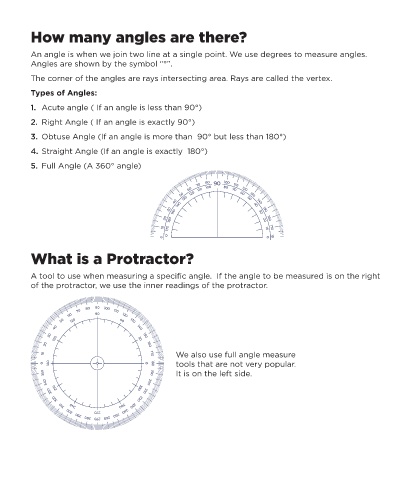 How many angles are there?
An angle is when we join two line at a single point. We use degrees to measure angles.
Angles are shown by the symbol "°".
The corner of the angles are rays intersecting area. Rays are called the vertex.
Types of Angles:
1. Acute angle ( If an angle is less than 90°)
2. Right Angle ( If an angle is exactly 90°)
3. Obtuse Angle (If an angle is more than 90° but less than 180°)
4. Straight Angle (If an angle is exactly 180°)
5. Full Angle (A 360° angle)
90
What is a Protractor?
A tool to use when measuring a specific angle. If the angle to be measured is on the right
of the protractor, we use the inner readings of the protractor.
We also use full angle measure
tools that are not very popular.
It is on the left side.